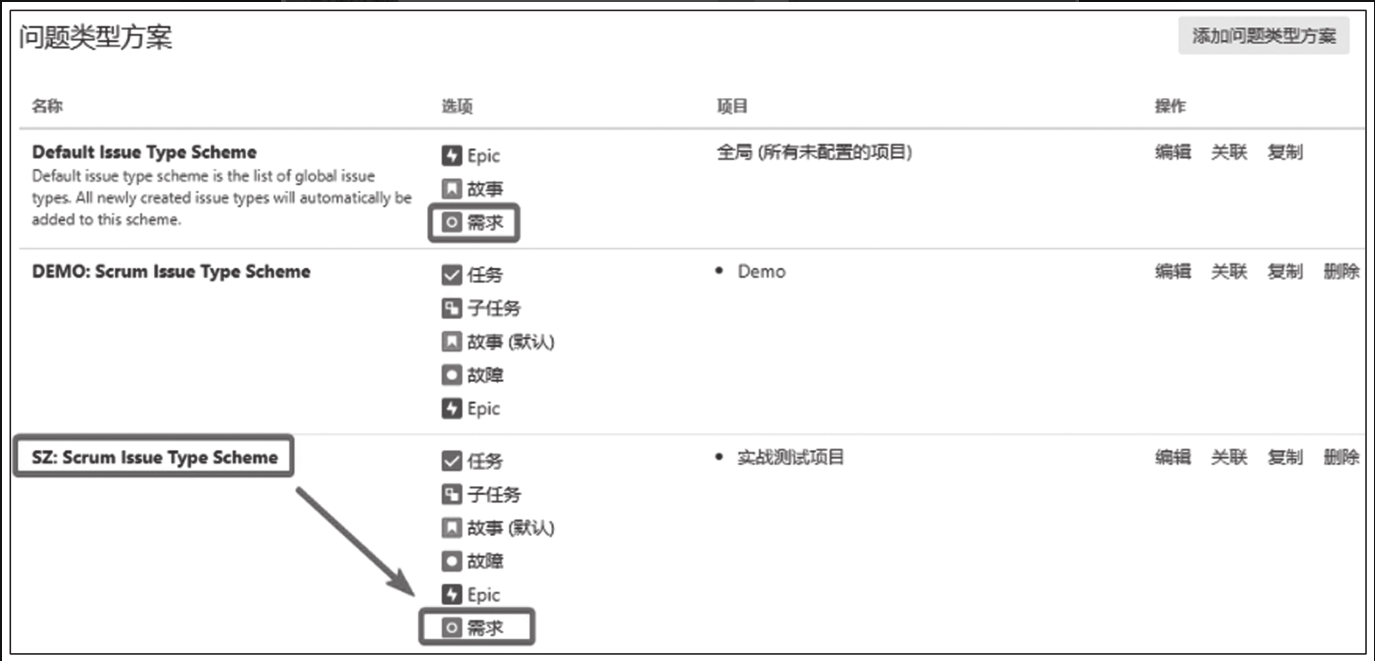 问题类型方案
添加问题类型方案
名称 选项 项目 操作
Default Issue Type Scheme
Default issue type scheme is the list of global issue
types. All newly created issue types will automatically be
added to this scheme.
Epic
故事
需求
全局 (所有未配置的项目)
编辑 关联 复制
DEMO: Scrum Issue Type Scheme
任务
子任务
故事 (默认)
故障
Epic
• Demo
编辑 关联 复制 删除
SZ: Scrum Issue Type Scheme
任务
子任务
故事 (默认)
故障
Epic
需求
• 实战测试项目
编辑 关联 复制 删除